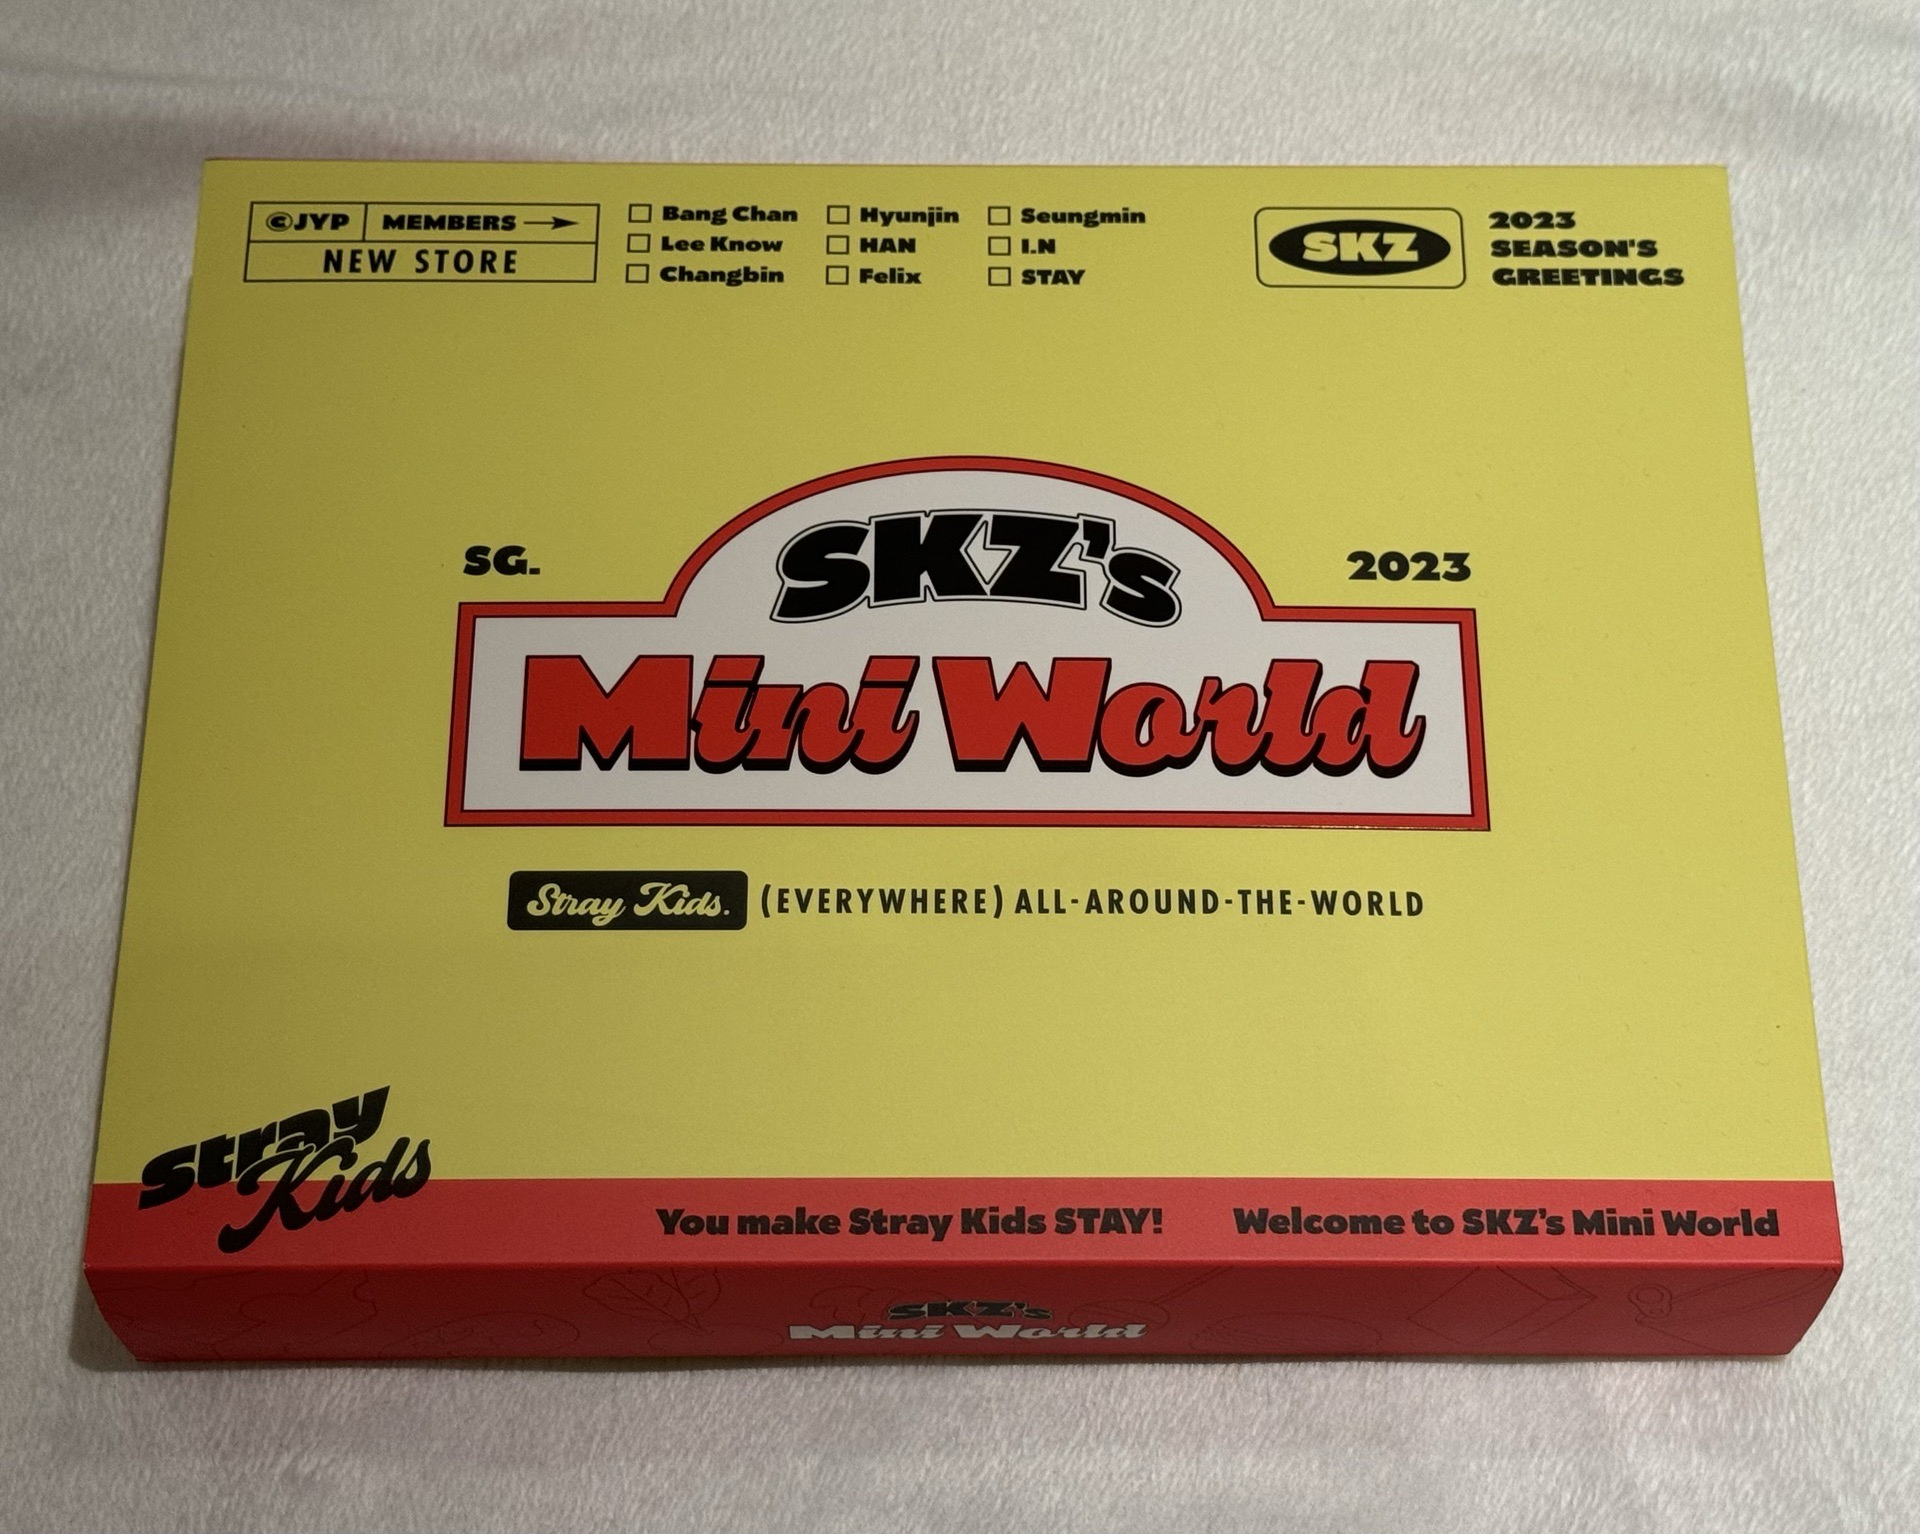 ©JYP MEMBERS
NEW STORE
Bang Chan
Lee Know
Changbin
Hyunjin
HAN
Felix
Seungmin
I.N
STAY
SKZ
2023
SEASON'S
GREETINGS
SG.
2023
SKZ's
Mini World
Stray Kids. (EVERYWHERE) ALL-AROUND-THE-WORLD
Stray
Kids
You make Stray Kids STAY! Welcome to SKZ's Mini World
SKZ's
Mini World